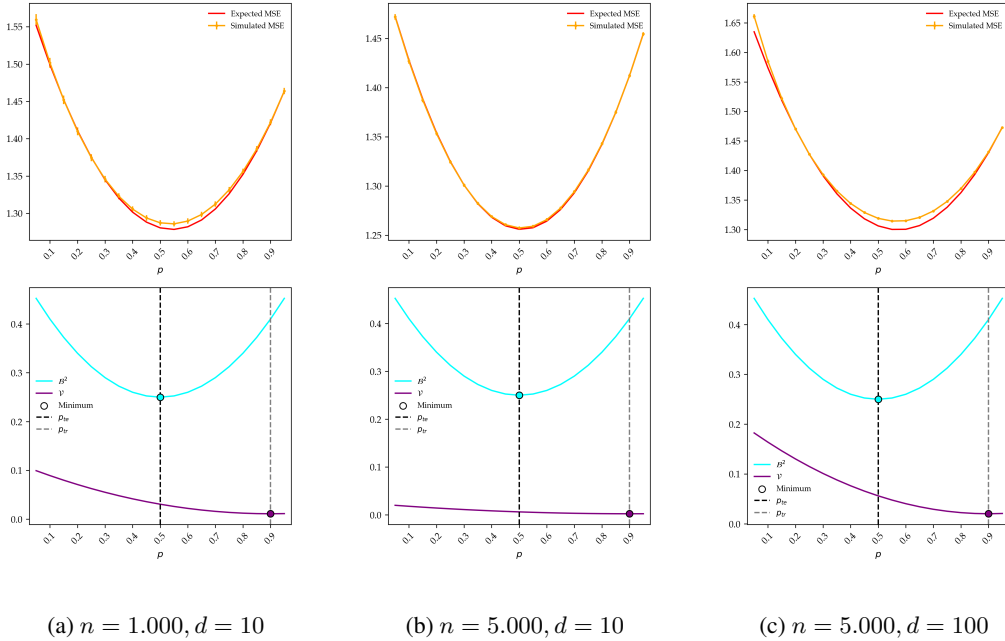 1.55
1.50
1.45
1.40
1.35
1.30
0.1 0.2 0.3 0.4 0.5 0.6 0.7 0.8 0.9
p
Expected MSE
Simulated MSE
1.45
1.40
1.35
1.30
1.25
0.1 0.2 0.3 0.4 0.5 0.6 0.7 0.8 0.9
p
Expected MSE
Simulated MSE
1.65
1.60
1.55
1.50
1.45
1.40
1.35
1.30
0.1 0.2 0.3 0.4 0.5 0.6 0.7 0.8 0.9
p
Expected MSE
Simulated MSE
0.4
0.3
0.2
0.1
0.0
0.1 0.2 0.3 0.4 0.5 0.6 0.7 0.8 0.9
p
B²
V
Minimum
p_te
p_tr
0.4
0.3
0.2
0.1
0.0
0.1 0.2 0.3 0.4 0.5 0.6 0.7 0.8 0.9
p
B²
V
Minimum
p_te
p_tr
0.4
0.3
0.2
0.1
0.0
0.1 0.2 0.3 0.4 0.5 0.6 0.7 0.8 0.9
p
B²
V
Minimum
p_te
p_tr
(a) n = 1.000, d = 10
(b) n = 5.000, d = 10
(c) n = 5.000, d = 100